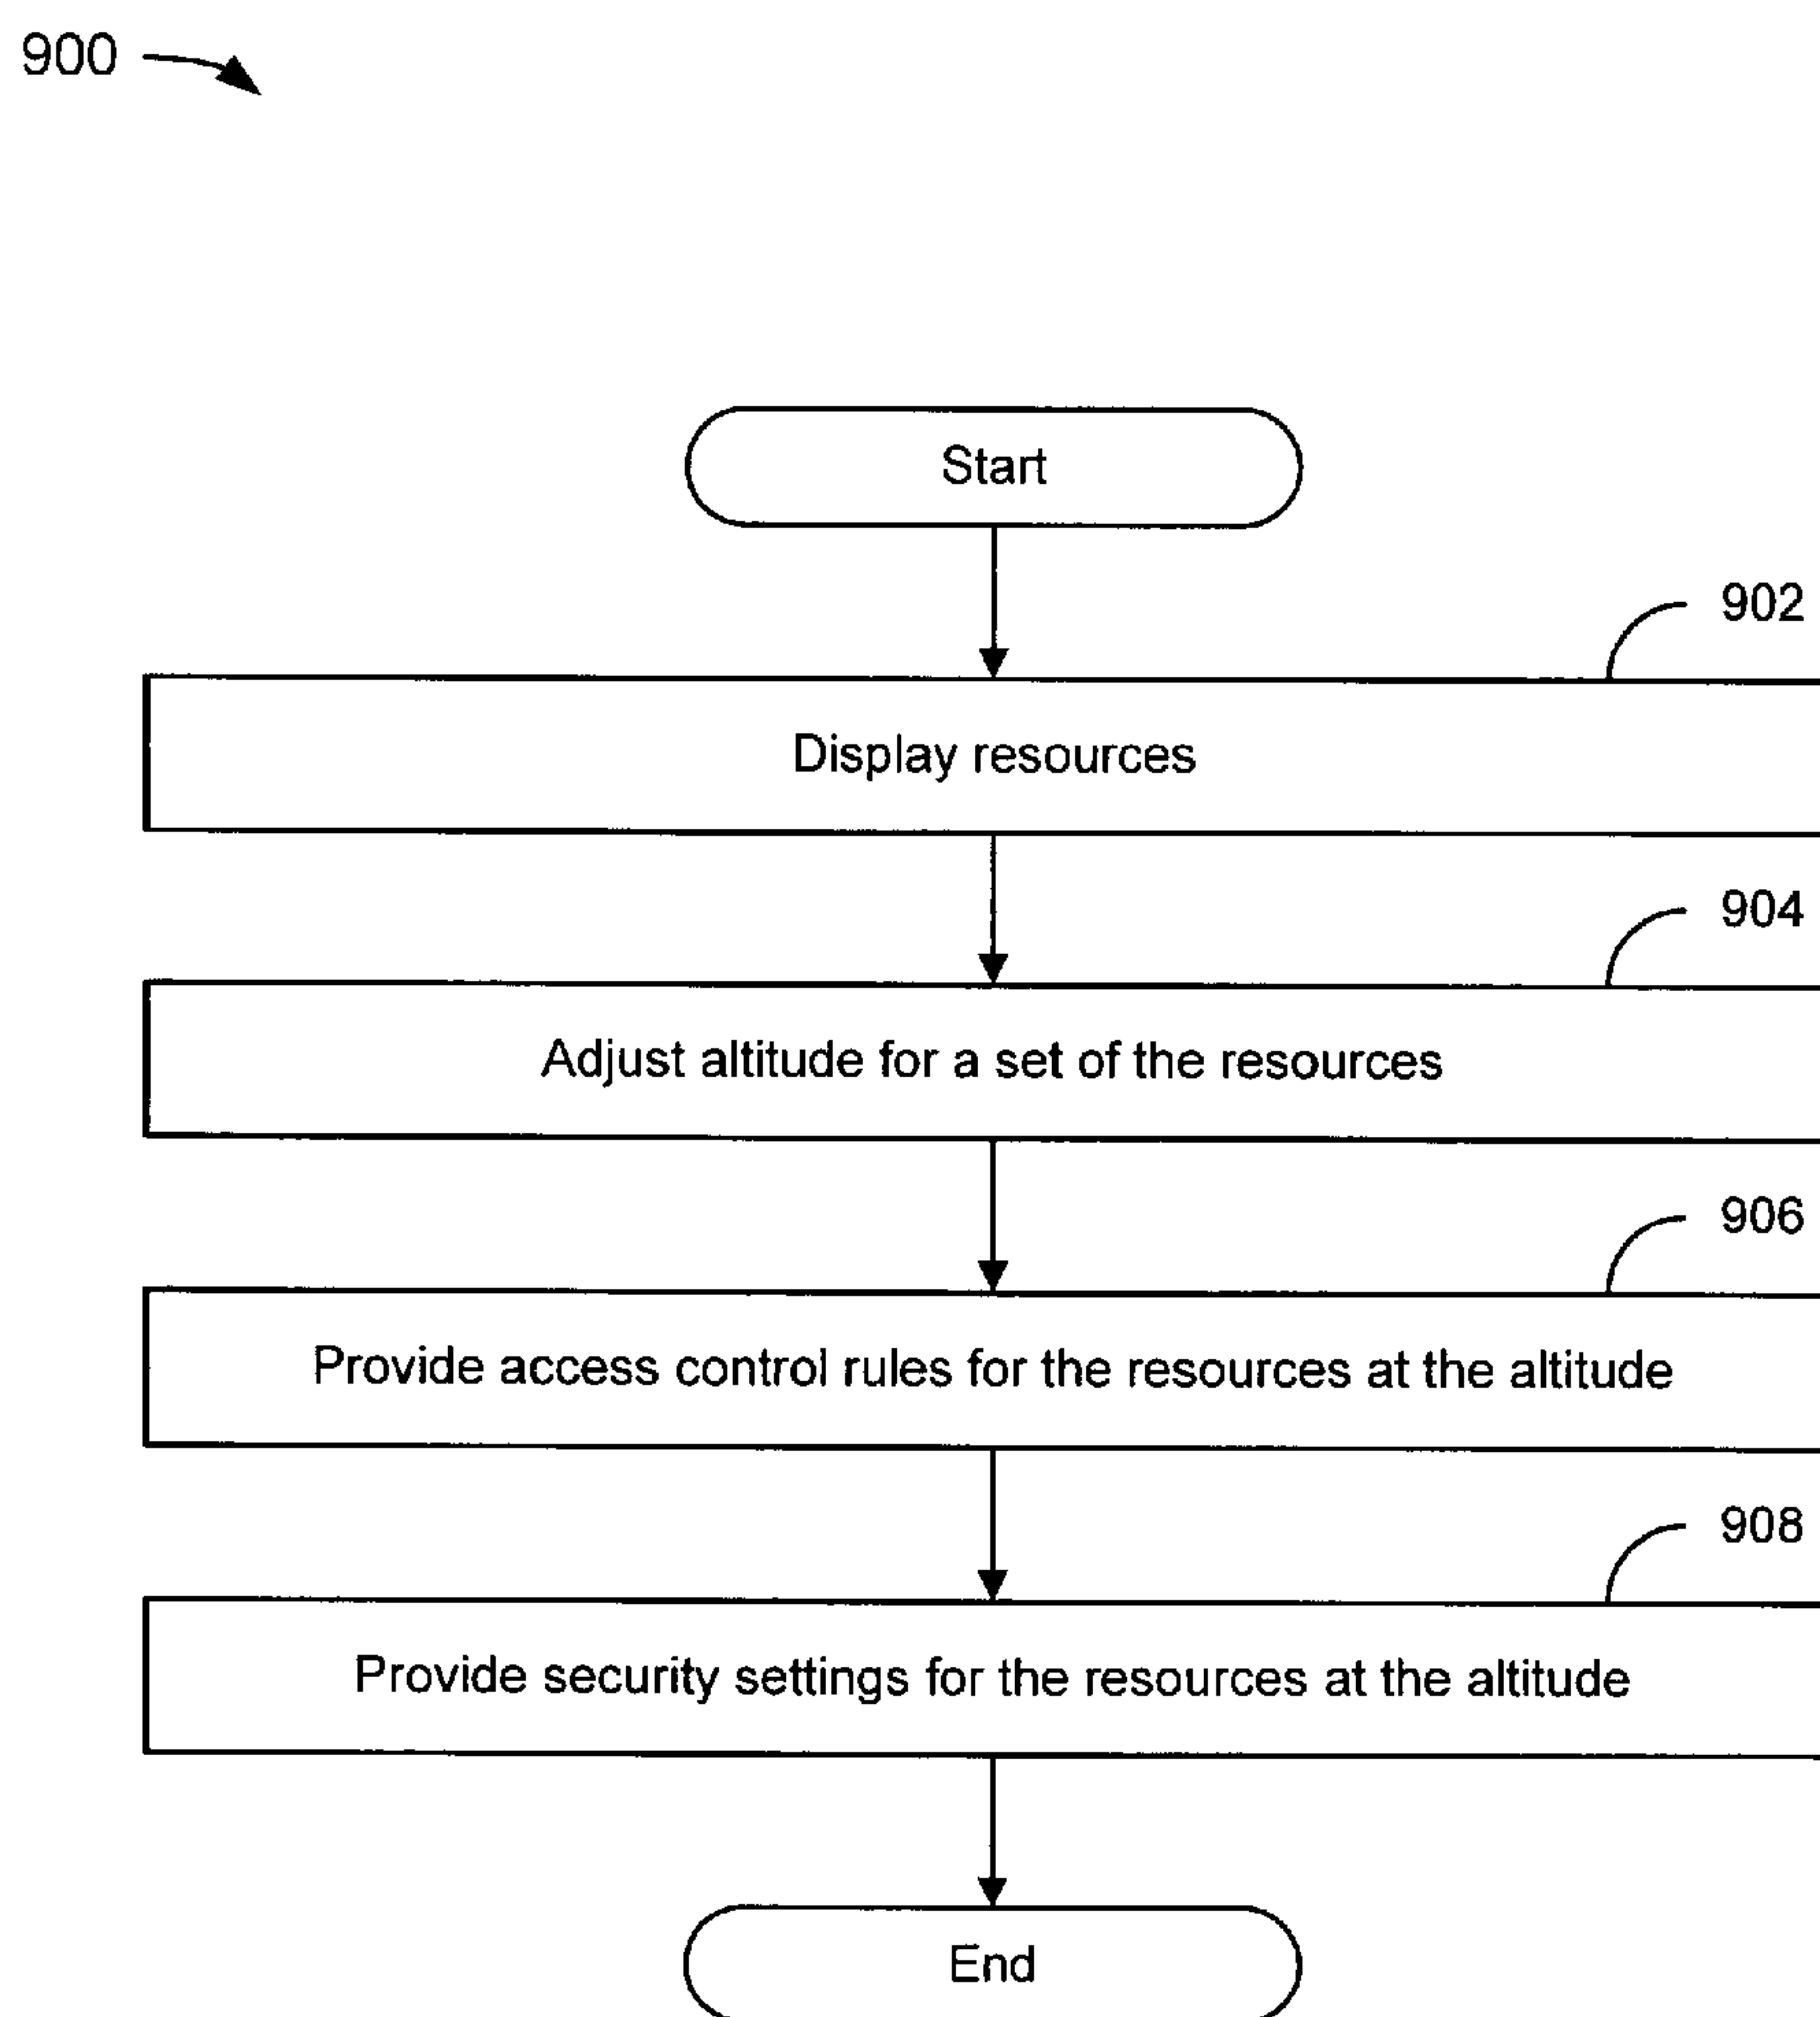 900
Start
902
Display resources
904
Adjust altitude for a set of the resources
906
Provide access control rules for the resources at the altitude
908
Provide security settings for the resources at the altitude
End